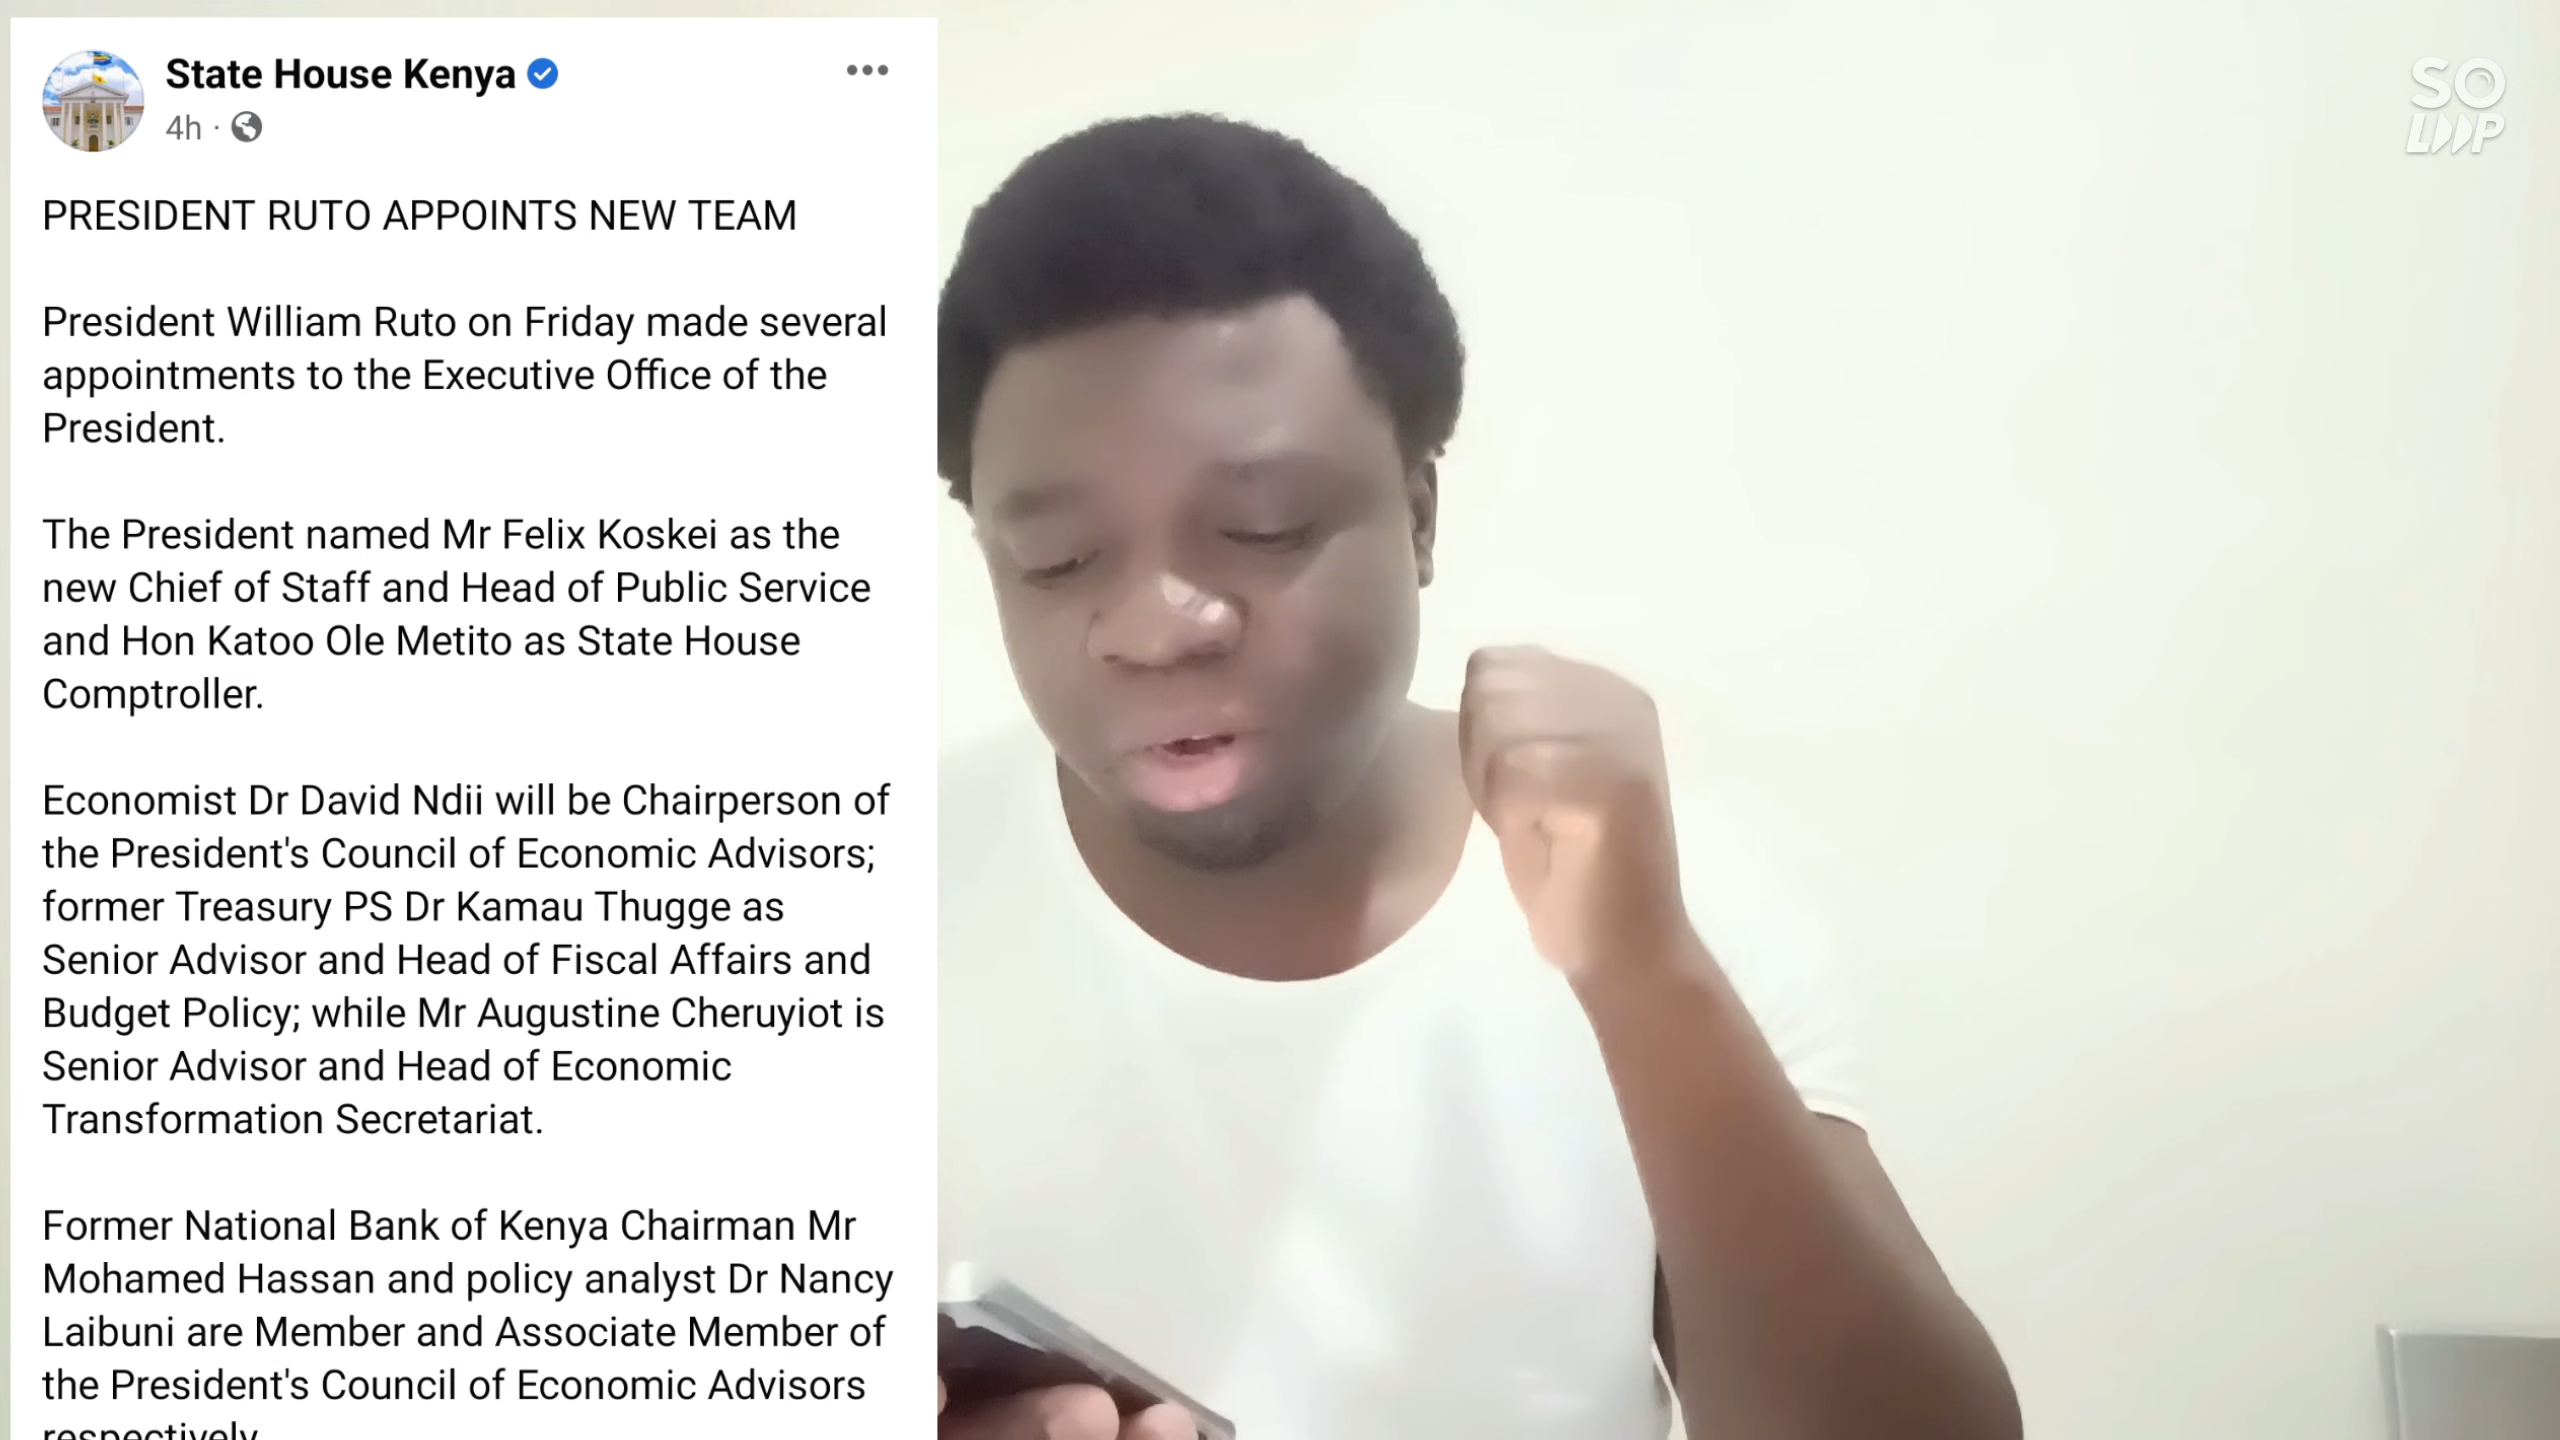 State House Kenya
4h ·
PRESIDENT RUTO APPOINTS NEW TEAM
President William Ruto on Friday made several
appointments to the Executive Office of the
President.
The President named Mr Felix Koskei as the
new Chief of Staff and Head of Public Service
and Hon Katoo Ole Metito as State House
Comptroller.
Economist Dr David Ndii will be Chairperson of
the President's Council of Economic Advisors;
former Treasury PS Dr Kamau Thugge as
Senior Advisor and Head of Fiscal Affairs and
Budget Policy; while Mr Augustine Cheruyiot is
Senior Advisor and Head of Economic
Transformation Secretariat.
Former National Bank of Kenya Chairman Mr
Mohamed Hassan and policy analyst Dr Nancy
Laibuni are Member and Associate Member of
the President's Council of Economic Advisors
respectively
SO
LOOP